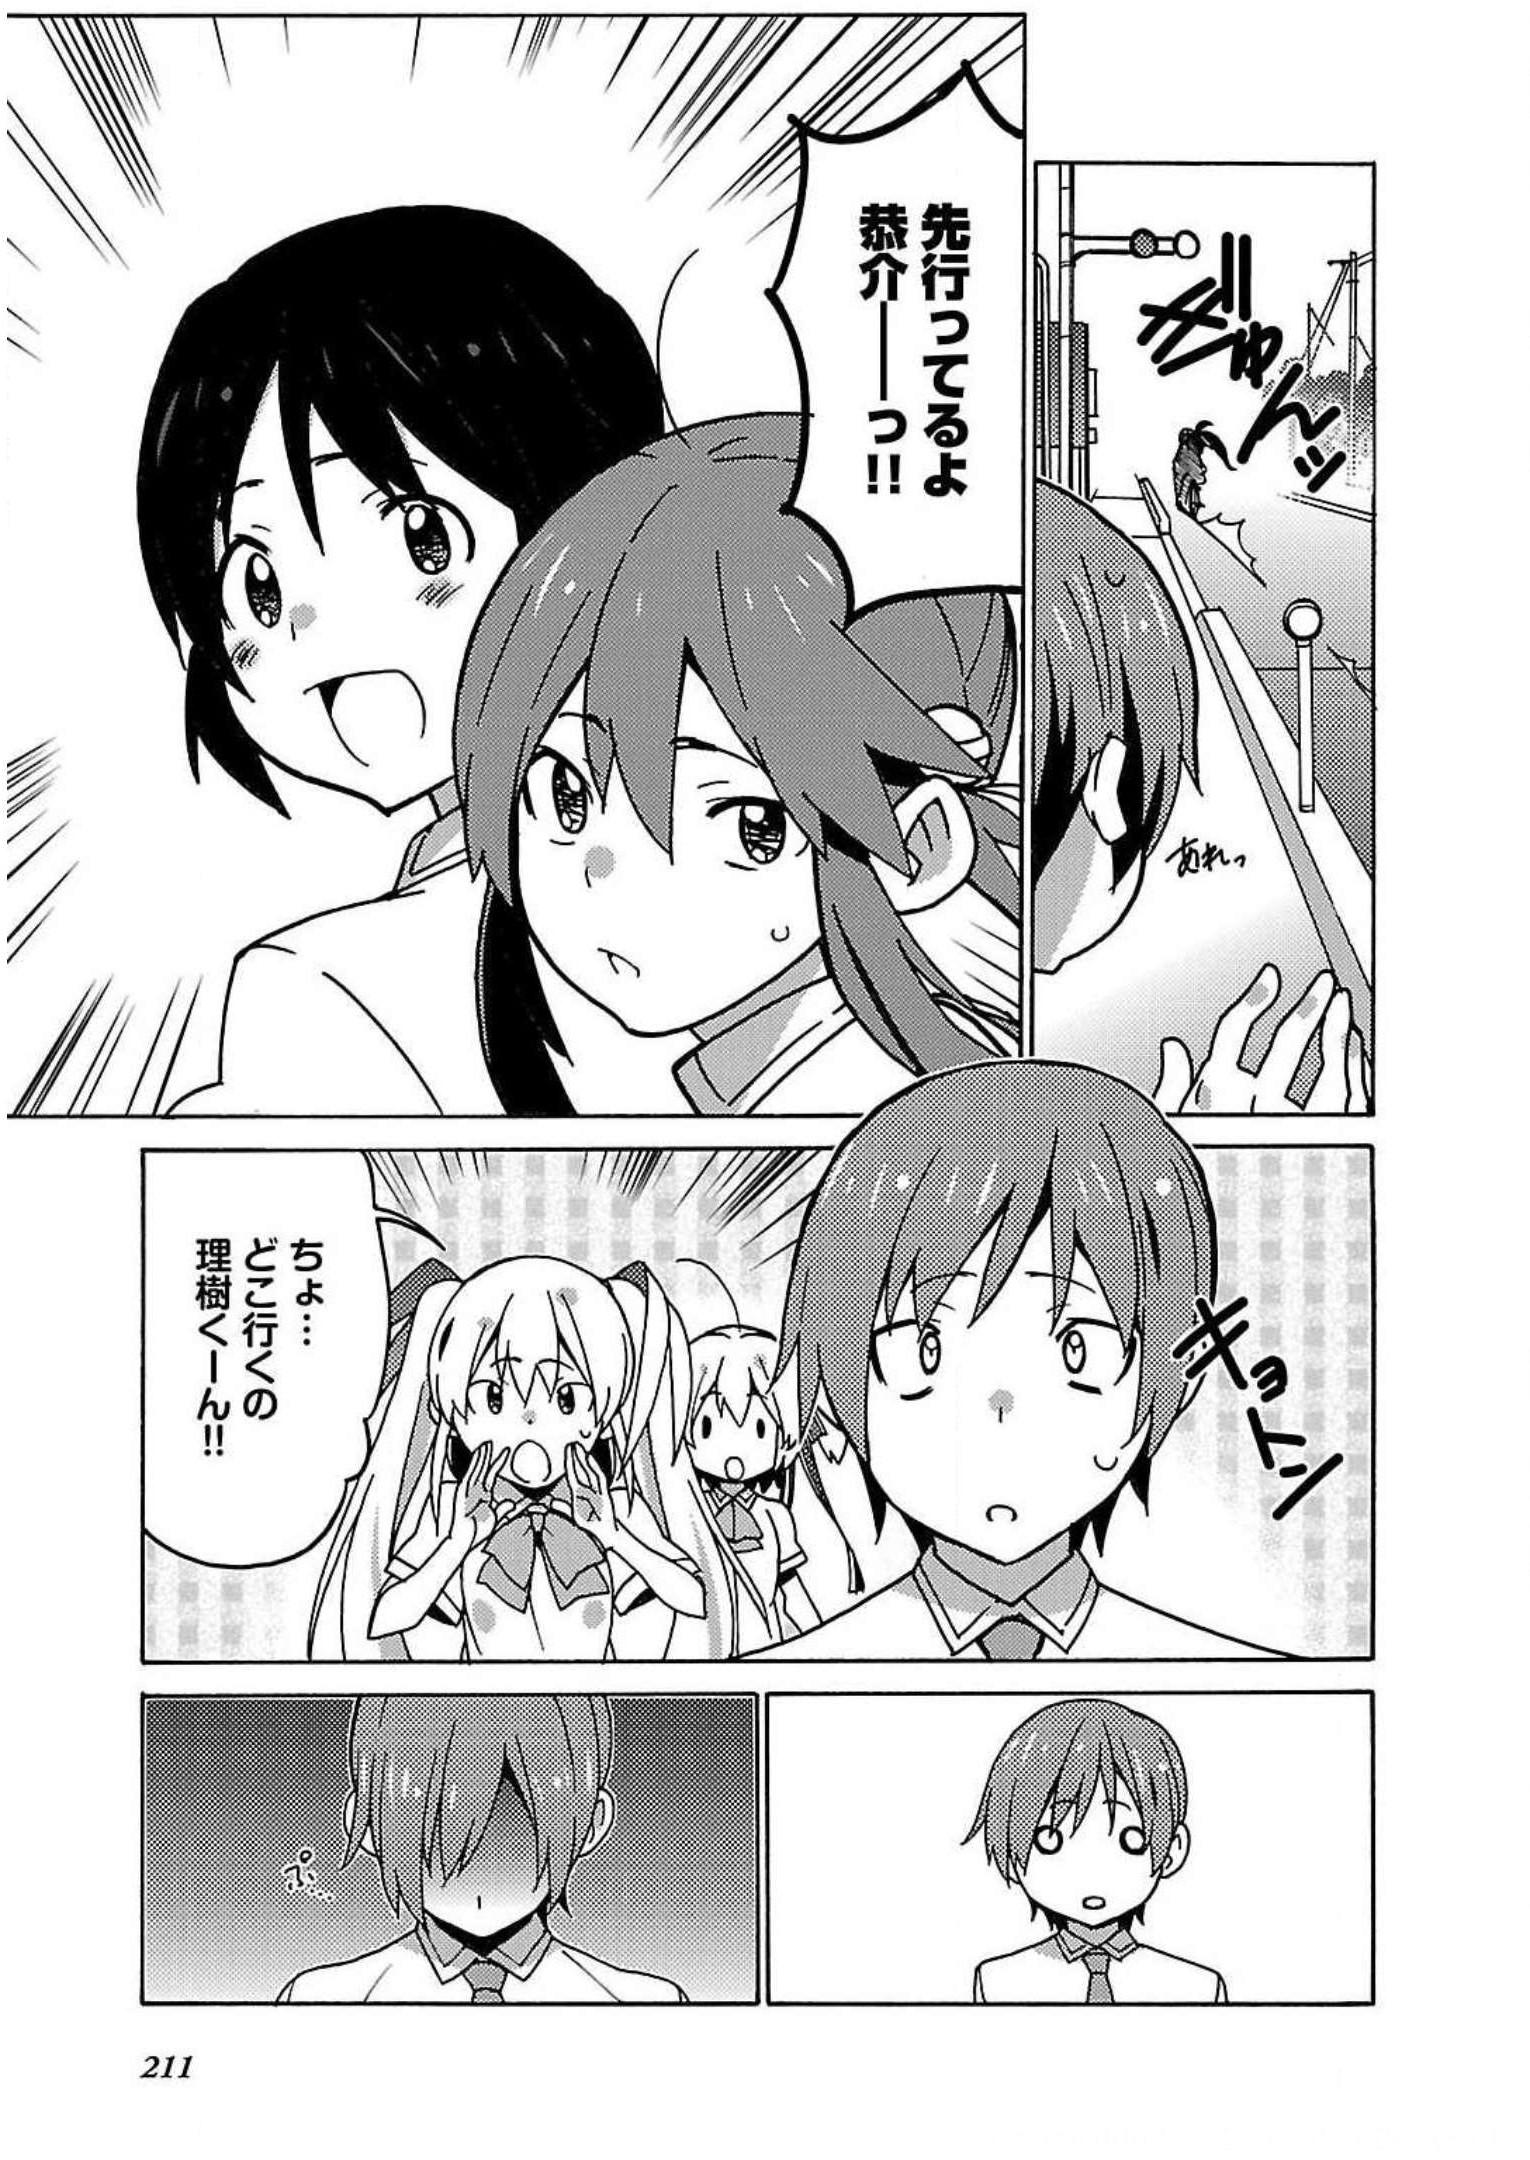 ぎゅんッ
あれっ
先行ってるよ
恭介――っ!!
キョトン
ちょ…
どこ行くの
理樹くーん!!
ぷ……
211